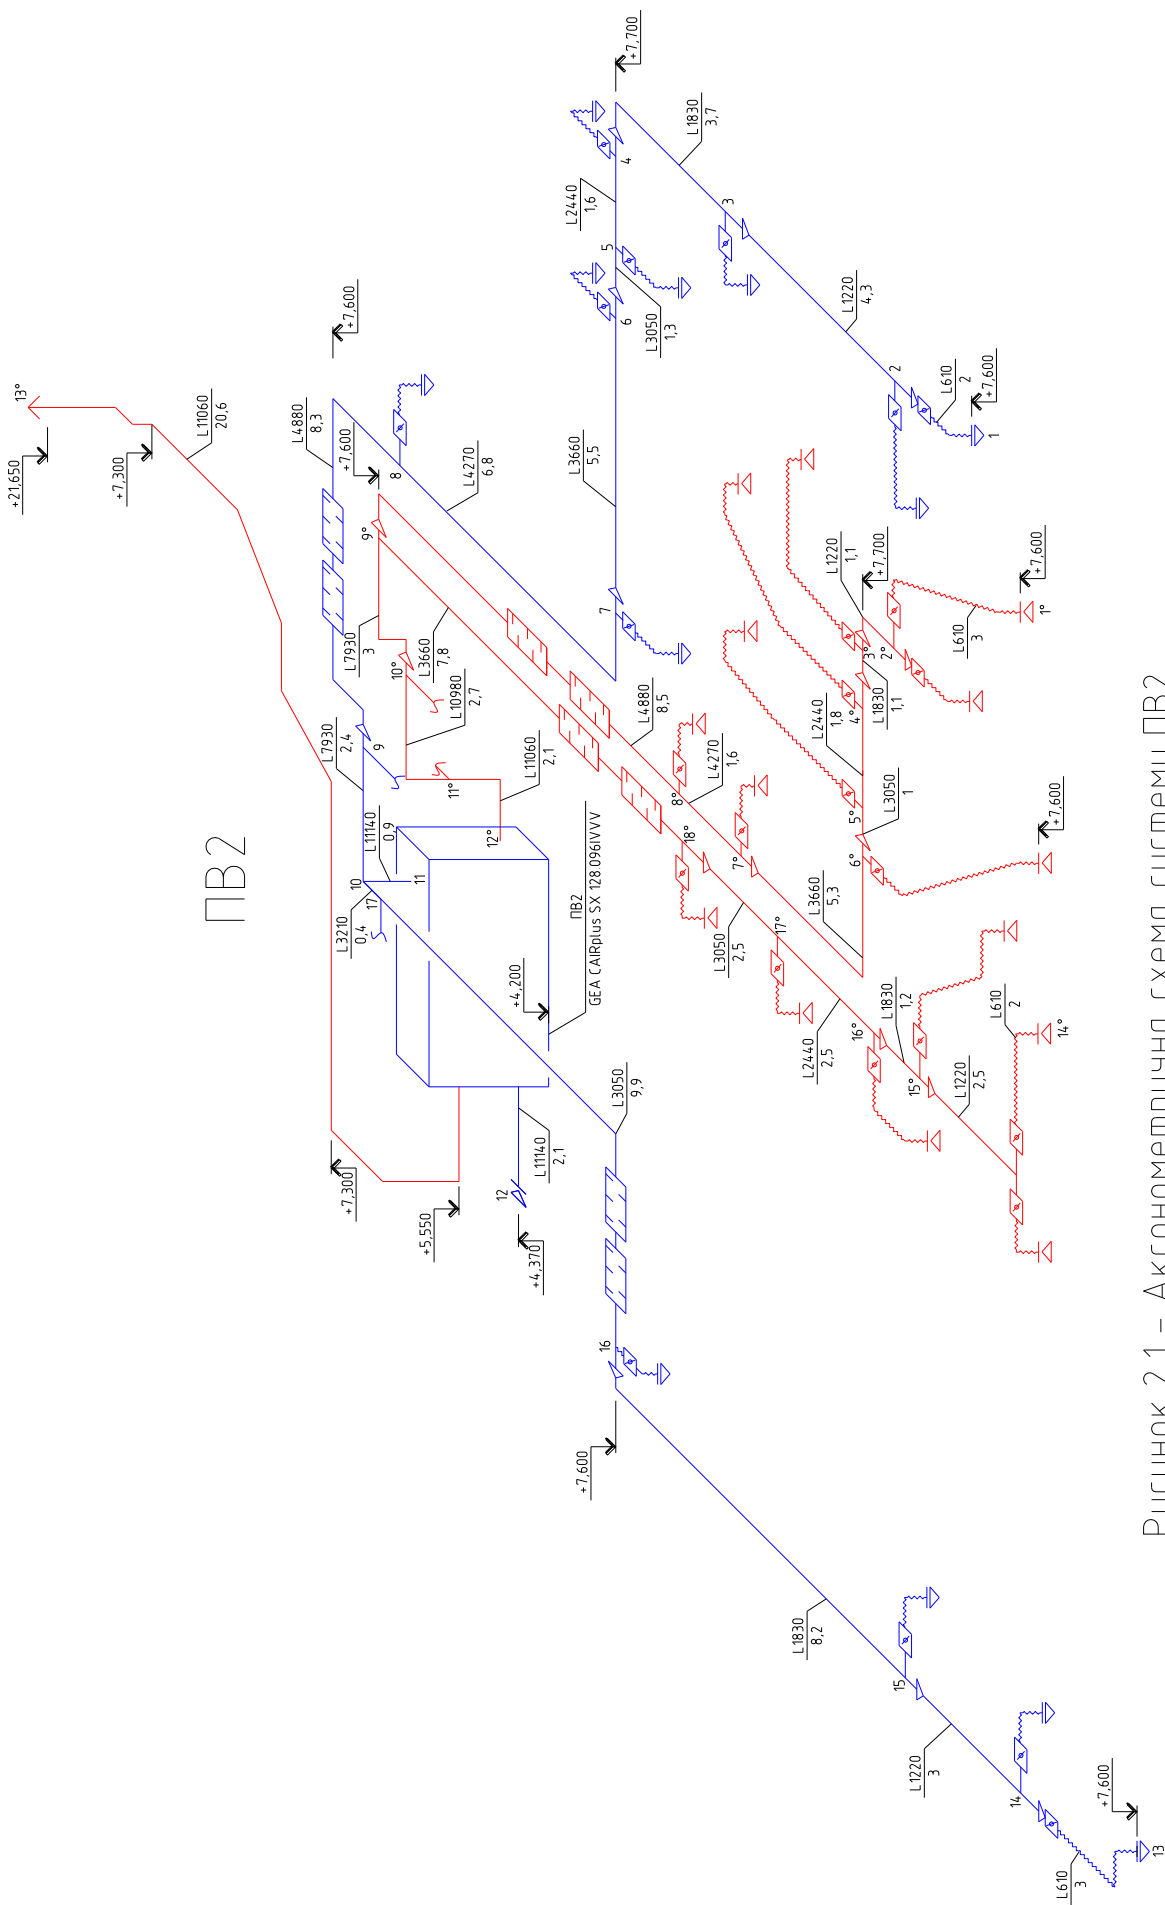 13°
+21,650
+7,300
L11060
20,6
+7,700
L1830
3,7
4
L2440
1,6
3
5
6
L3050
1,3
L1220
4,3
2
L610
2
+7,600
1
+7,600
L4880
8,3
+7,600
8
L4270
6,8
9°
L7930
3
10°
L3660
7,8
L10980
2,7
L3660
5,5
7
ПВ2
L7930
2,4
9
11°
L11060
2,1
12°
L11140
0,9
10
11
17
L3210
0,4
ПВ2
GEA CAIRplus SX 128.096IVVV
+4,200
L4880
8,5
L4270
1,6
8°
18°
7°
L3050
2,5
17°
L1220
1,1
+7,700
3°
2°
L610
3
+7,600
1°
L2440
1,8
4°
L1830
1,1
5°
L3050
1
6°
+7,600
L3660
5,3
L2440
2,5
16°
L1830
1,2
15°
L1220
2,5
L610
2
14°
+7,300
+5,550
+4,370
12
L11140
2,1
L3050
9,9
16
+7,600
L1830
8,2
15
L1220
3
14
L610
3
+7,600
13
Рисунок 2.1 - Аксонометрична схема системи ПВ2